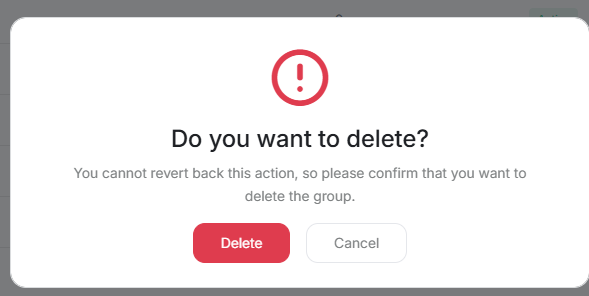 Do you want to delete?
You cannot revert back this action, so please confirm that you want to
delete the group.
Delete
Cancel